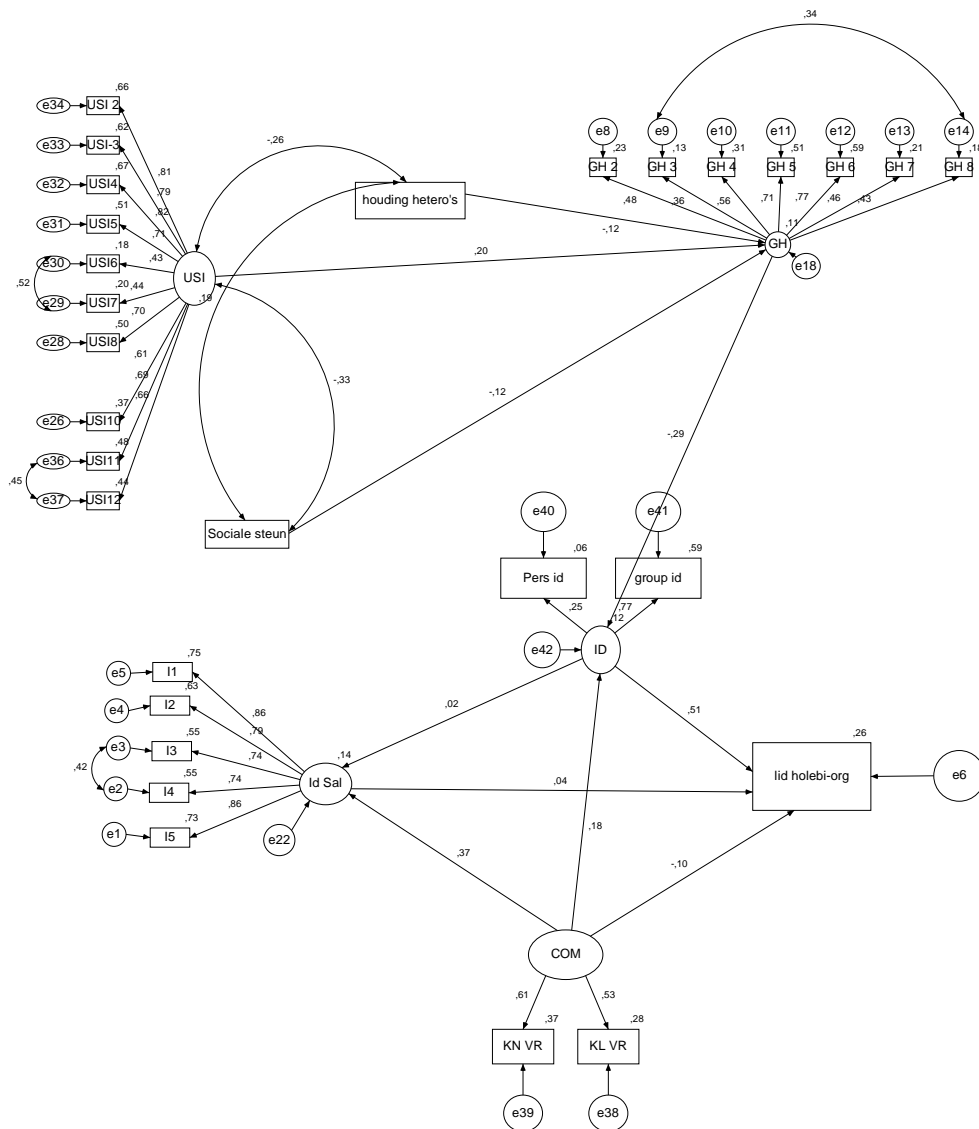 ,34
,66
e34
USI 2
,62
e33
USI-3
,67
e32
USI4
,51
e31
USI5
,18
e30
USI6
,52
,20
e29
USI7
,50
e28
USI8
,37
e26
USI10
,48
e36
USI11
,45
,44
e37
USI12
,81
,79
,82
,71
,43
,44
,70
,61
,69
,66
USI
,19
-,26
houding hetero's
-,33
Sociale steun
,20
-,12
-,12
e8
e9
e10
e11
e12
e13
e14
,23
,13
,31
,51
,59
,21
,18
GH 2
GH 3
GH 4
GH 5
GH 6
GH 7
GH 8
,48
,36
,56
,71
,77
,46
,43
,11
GH
e18
-,29
e40
e41
,06
,59
Pers id
group id
,25
,77
,12
e42
ID
,75
e5
I1
,63
e4
I2
,55
e3
I3
,42
,55
e2
I4
,73
e1
I5
,86
,79
,74
,74
,86
,14
Id Sal
e22
,02
,51
,04
,26
lid holebi-org
e6
,37
,18
-,10
COM
,61
,53
,37
,28
KN VR
KL VR
e39
e38